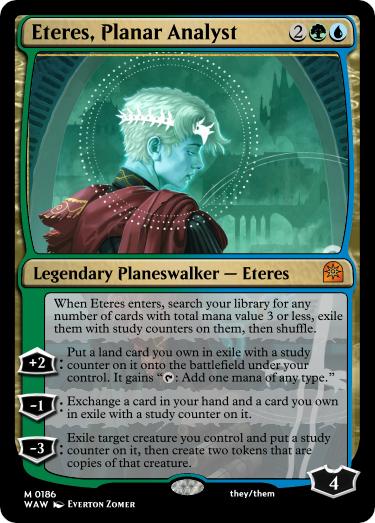 Eteres, Planar Analyst 2
Legendary Planeswalker — Eteres
When Eteres enters, search your library for any
number of cards with total mana value 3 or less, exile
them with study counters on them, then shuffle.
+2: Put a land card you own in exile with a study
counter on it onto the battlefield under your
control. It gains “T: Add one mana of any type.”
-1: Exchange a card in your hand and a card you own
in exile with a study counter on it.
-3: Exile target creature you control and put a study
counter on it, then create two tokens that are
copies of that creature.
4
M 0186
WAW Everton Zomer
they/them